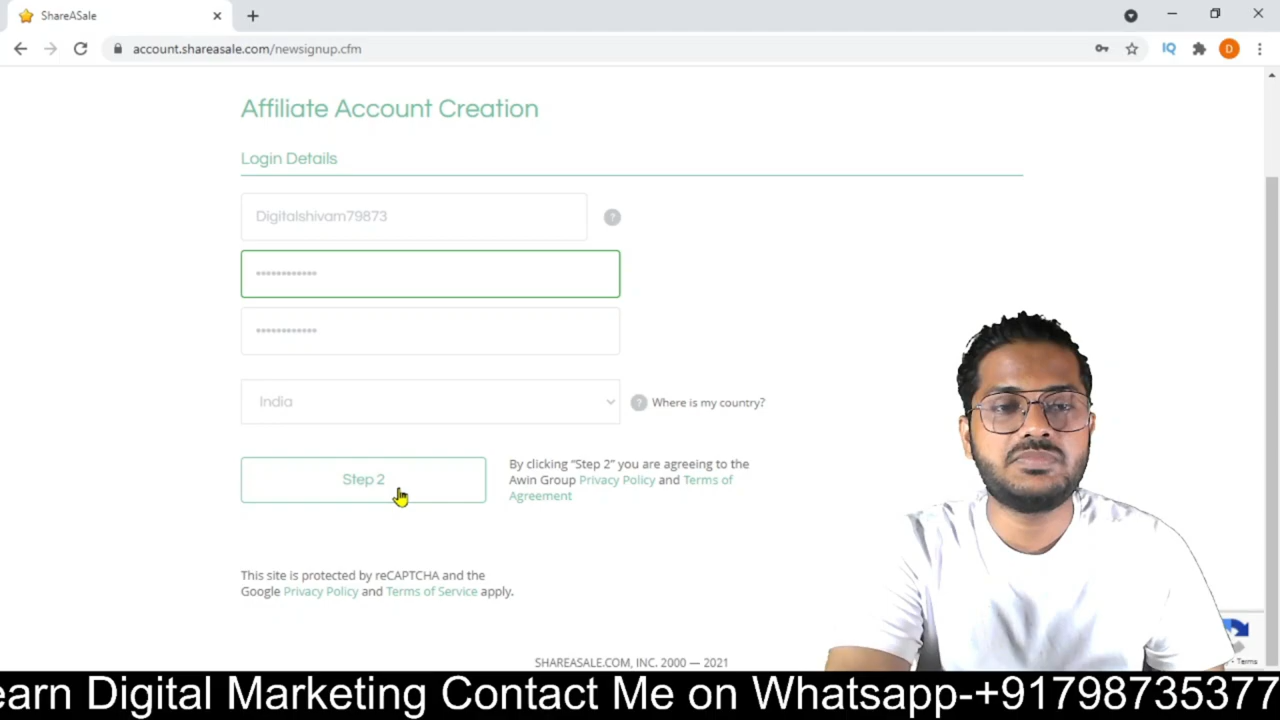 ShareASale
account.shareasale.com/newsignup.cfm
IQ
D
Affiliate Account Creation
Login Details
Digitalshivam79873
?
••••••••••••
••••••••••••
India
? Where is my country?
Step 2
By clicking “Step 2” you are agreeing to the
Awin Group Privacy Policy and Terms of
Agreement
This site is protected by reCAPTCHA and the
Google Privacy Policy and Terms of Service apply.
- Terms
SHAREASALE.COM, INC. 2000 — 2021
earn Digital Marketing Contact Me on Whatsapp-+91798735377